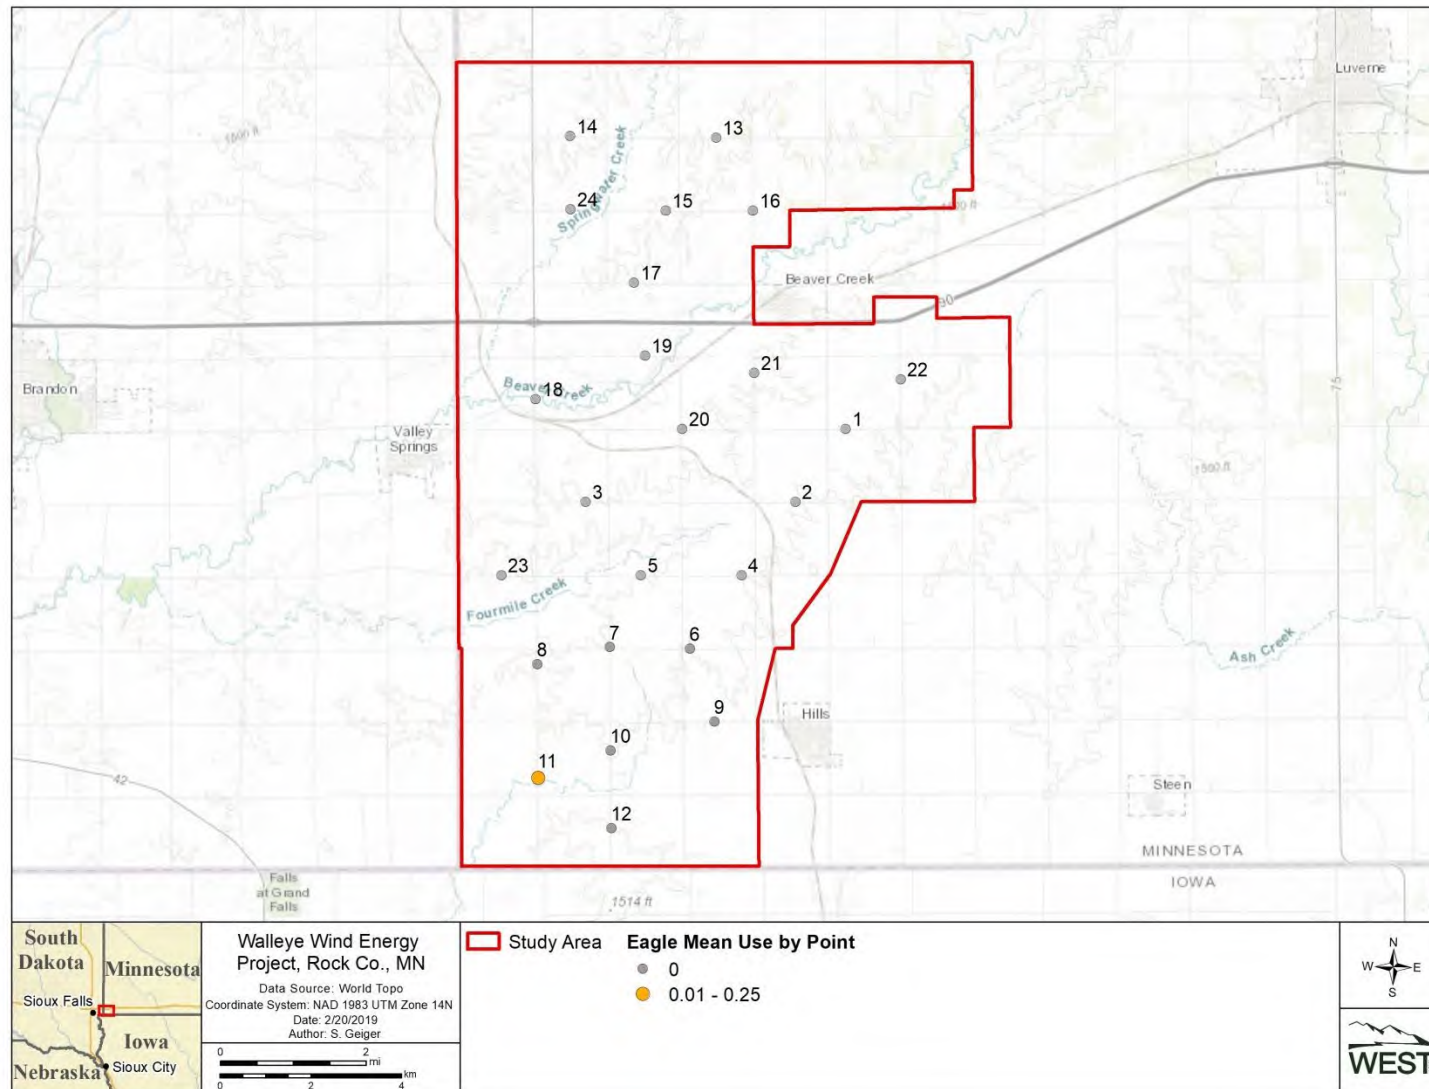 Luverne
14
13
Springwater Creek
1500 ft
24
15
16
17
Beaver Creek
90
19
21
22
Brandon
Beaver Creek
18
75
Valley
Springs
20
1
3
2
23
5
4
Fourmile Creek
7
6
8
Ash Creek
9
Hills
10
11
42
Steen
12
MINNESOTA
IOWA
Falls
at Grand
Falls
1514 ft
South
Dakota
Minnesota
Sioux Falls
Iowa
Nebraska
Sioux City
Walleye Wind Energy
Project, Rock Co., MN
Data Source: World Topo
Coordinate System: NAD 1983 UTM Zone 14N
Date: 2/20/2019
Author: S. Geiger
0 2
mi
km
0 2 4
Study Area
Eagle Mean Use by Point
0
0.01 - 0.25
N
W E
S
WEST